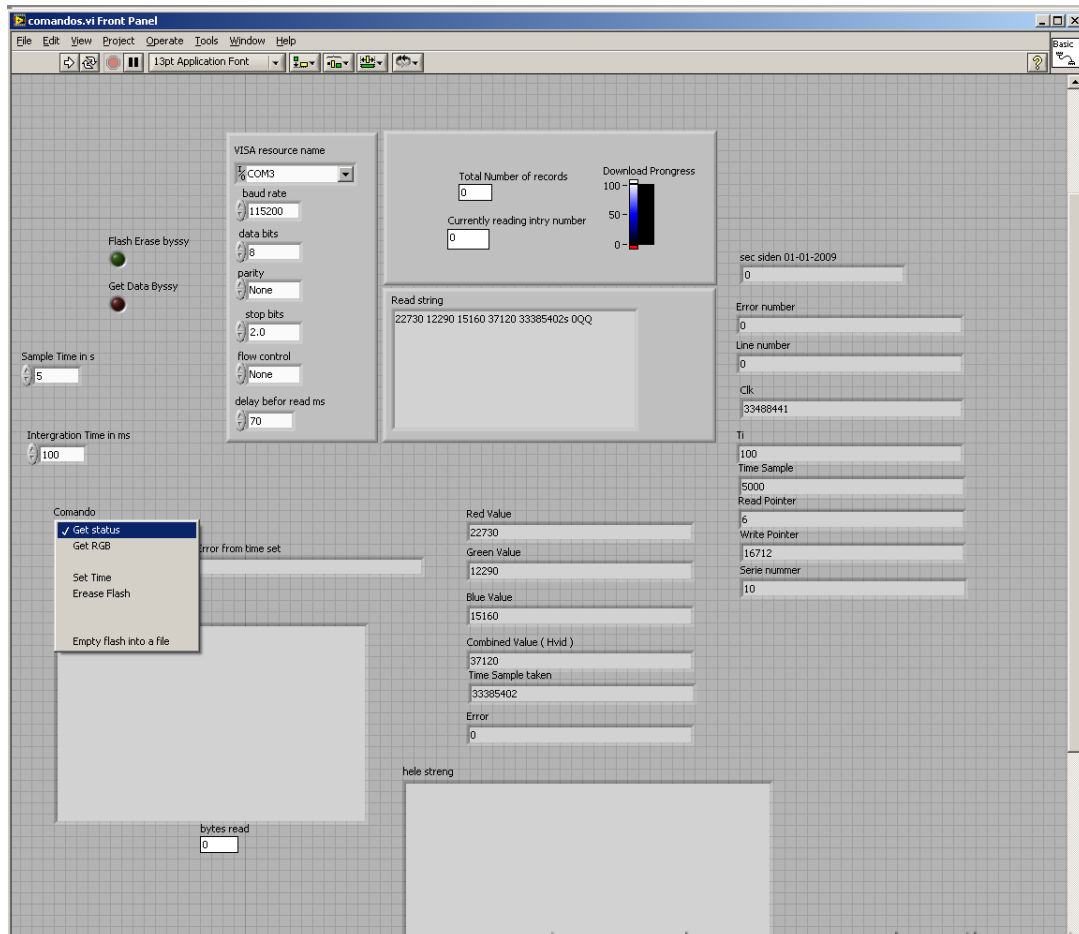 comandos.vi Front Panel
File Edit View Project Operate Tools Window Help
13pt Application Font
Basic
VISA resource name
COM3
baud rate
115200
data bits
8
parity
None
stop bits
2.0
flow control
None
delay befor read ms
70
Total Number of records
0
Currently reading intry number
0
Download Prongress
100
50
0
Flash Erase byssy
Get Data Byssy
Sample Time in s
5
Intergration Time in ms
100
Read string
22730 12290 15160 37120 33385402s 0QQ
sec siden 01-01-2009
0
Error number
0
Line number
0
Clk
33488441
Ti
100
Time Sample
5000
Read Pointer
6
Write Pointer
16712
Serie nummer
10
Comando
Get status
Get RGB
Set Time
Erease Flash
Empty flash into a file
Error from time set
Red Value
22730
Green Value
12290
Blue Value
15160
Combined Value ( Hvid )
37120
Time Sample taken
33385402
Error
0
bytes read
0
hele streng